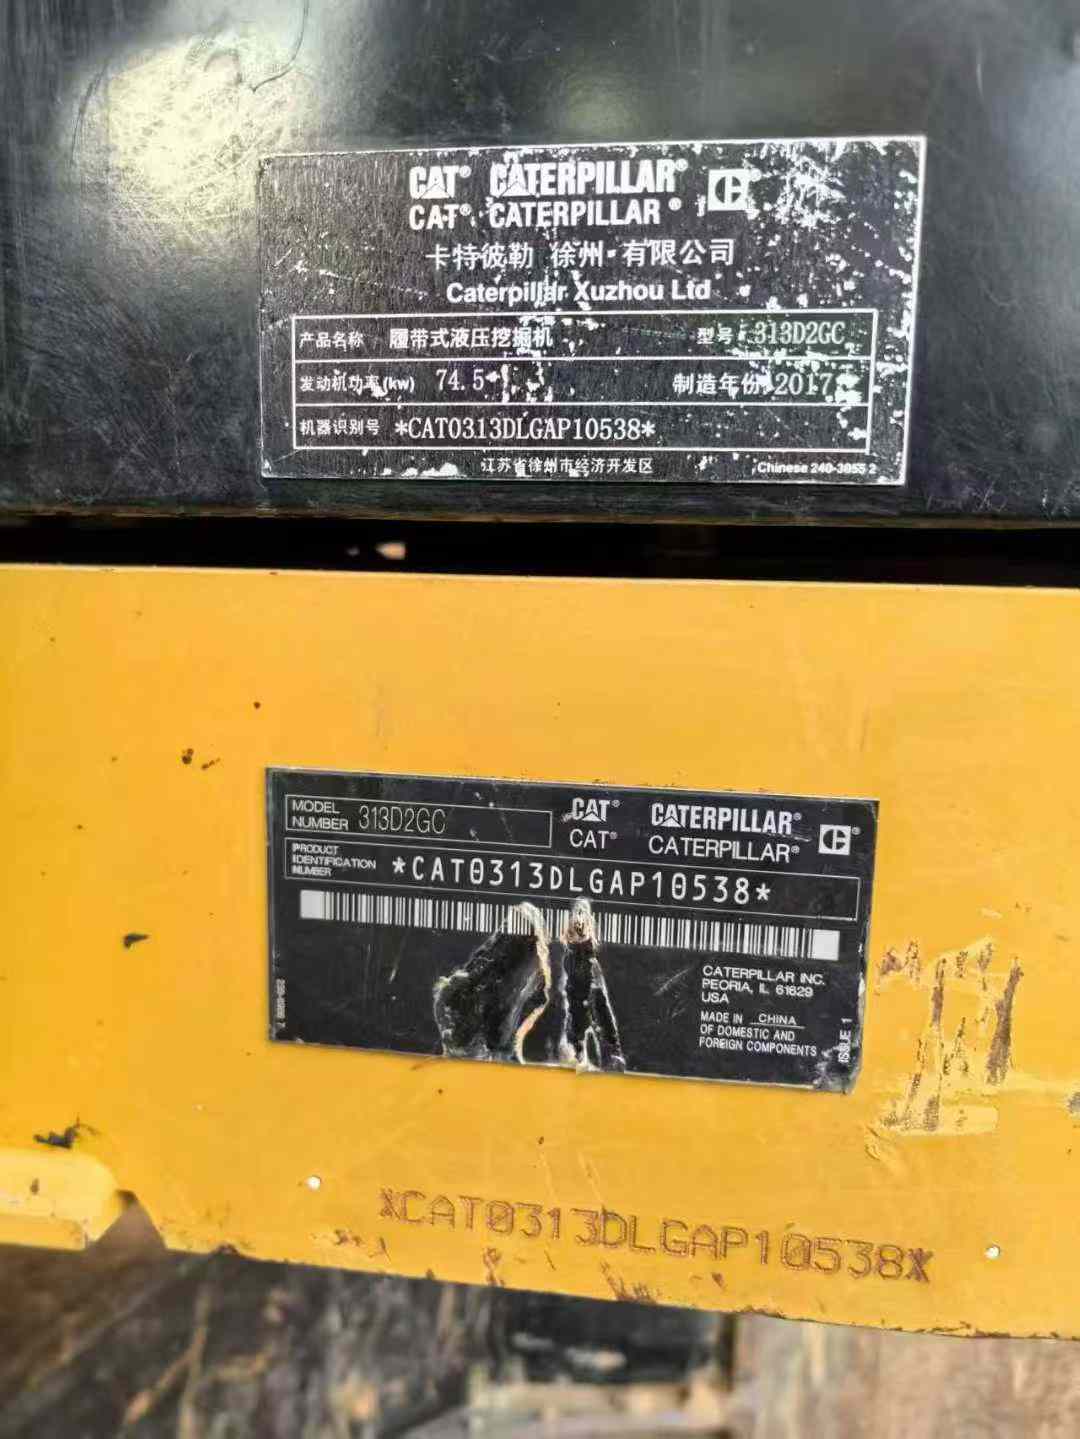 CAT® CATERPILLAR®
CAT® CATERPILLAR®
卡特彼勒 徐州 有限公司
Caterpillar Xuzhou Ltd
产品名称 履带式液压挖掘机 型号 313D2GC
发动机功率(kw) 74.5 制造年份 2017
机器识别号 *CAT0313DLGAP10538*
江苏省徐州市经济开发区 Chinese 240-3055 2
MODEL NUMBER 313D2GC
CAT® CATERPILLAR®
CAT® CATERPILLAR®
PRODUCT IDENTIFICATION NUMBER *CAT0313DLGAP10538*
CATERPILLAR INC.
PEORIA, IL 61629
USA
MADE IN CHINA
OF DOMESTIC AND
FOREIGN COMPONENTS
ISSUE 1
*CAT0313DLGAP10538*